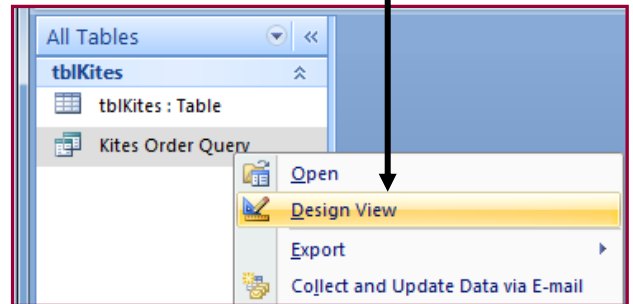 All Tables
tblKites
tblKites : Table
Kites Order Query
Open
Design View
Export
Collect and Update Data via E-mail